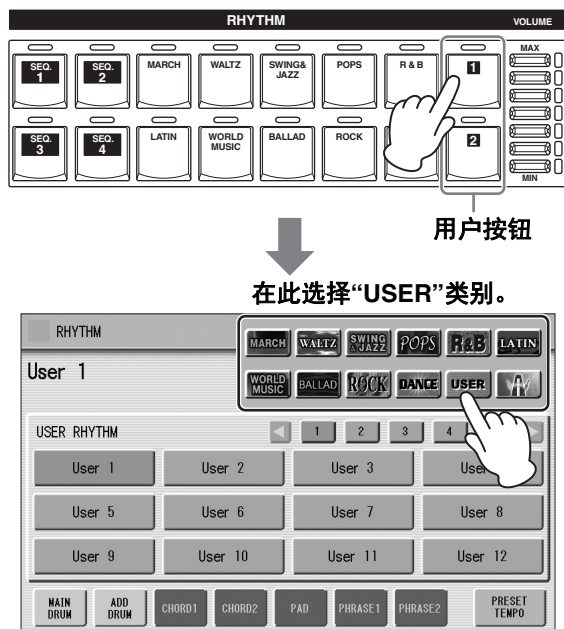 RHYTHM VOLUME
MAX
SEQ. 1 SEQ. 2 MARCH WALTZ SWING& JAZZ POPS R & B 1
SEQ. 3 SEQ. 4 LATIN WORLD MUSIC BALLAD ROCK 2
MIN
用户按钮
在此选择“USER”类别。
RHYTHM
MARCH WALTZ SWING & JAZZ POPS R&B LATIN
User 1
WORLD MUSIC BALLAD ROCK DANCE USER
USER RHYTHM 1 2 3 4
User 1 User 2 User 3
User 5 User 6 User 7 User 8
User 9 User 10 User 11 User 12
MAIN DRUM ADD DRUM CHORD1 CHORD2 PAD PHRASE1 PHRASE2 PRESET TEMPO